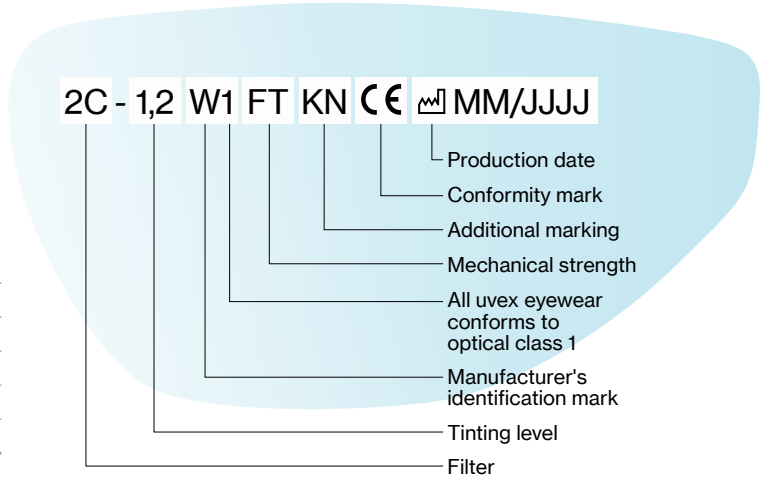 2C - 1,2 W1 FT KN CE MM/JJJJ
Production date
Conformity mark
Additional marking
Mechanical strength
All uvex eyewear
conforms to
optical class 1
Manufacturer's
identification mark
Tinting level
Filter